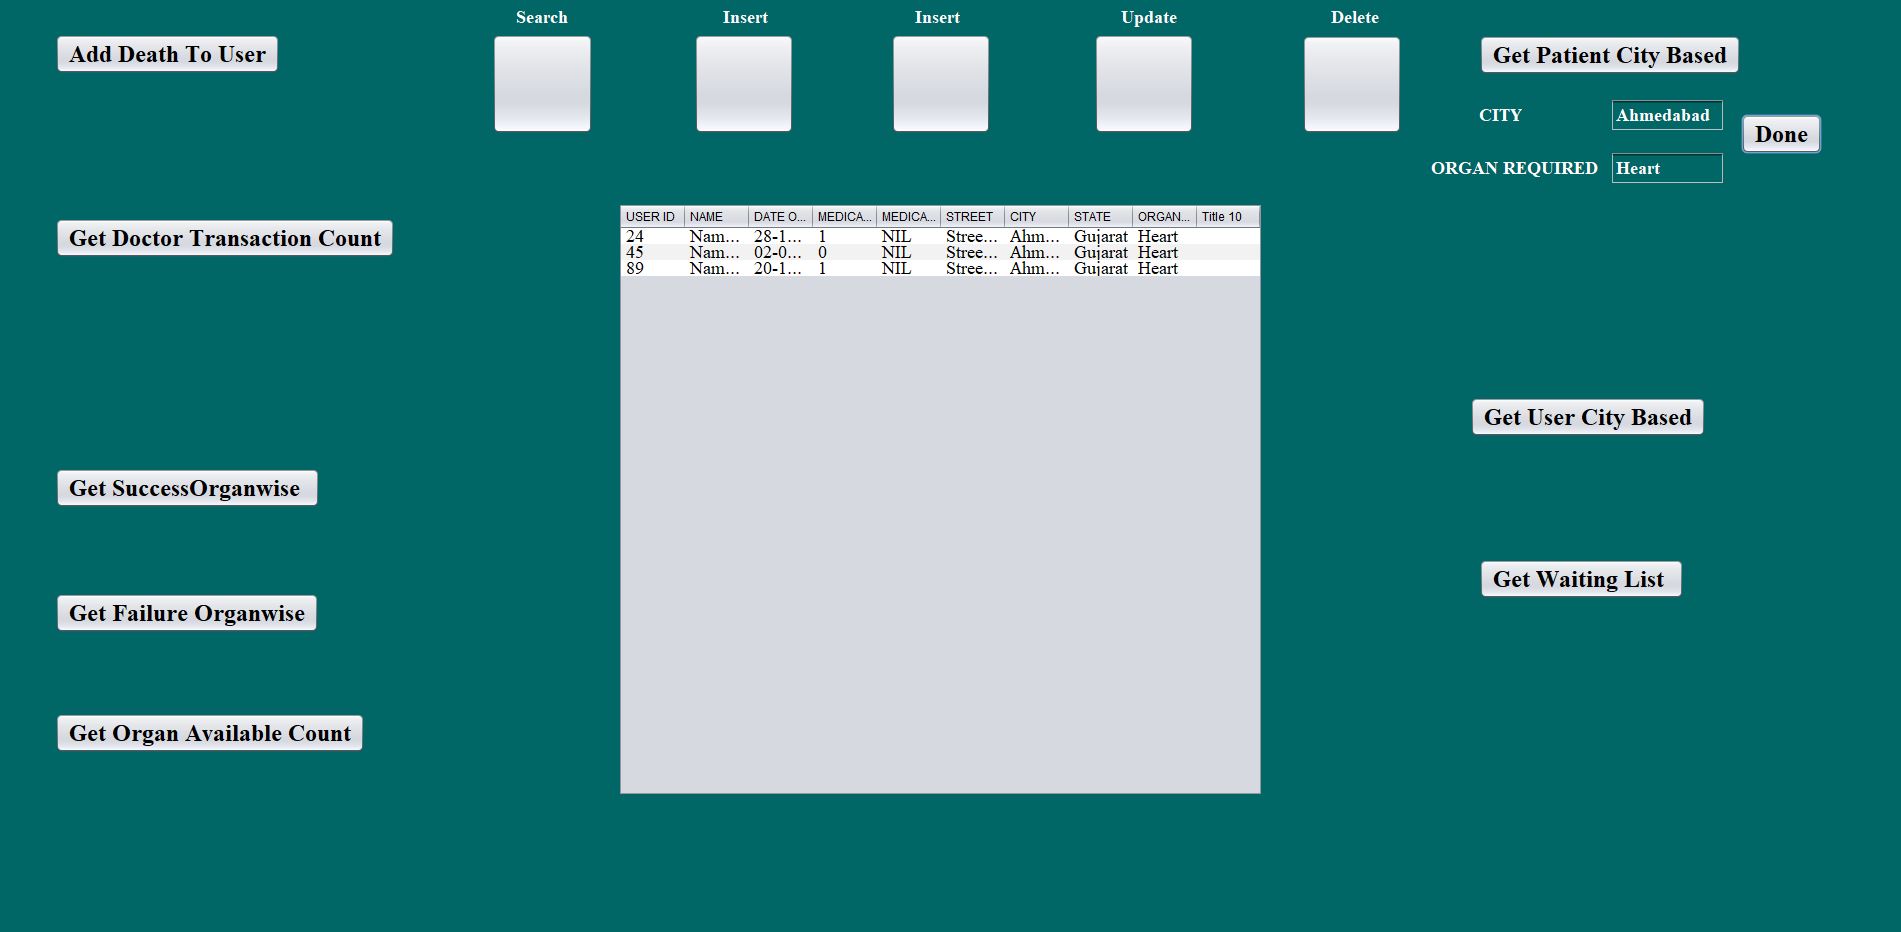 Search Insert Insert Update Delete
Add Death To User
Get Patient City Based
CITY Ahmedabad
Done
ORGAN REQUIRED Heart
USER ID NAME DATE O... MEDICA... MEDICA... STREET CITY STATE ORGAN... Title 10
24 Nam... 28-1... 1 NIL Stree... Ahm... Gujarat Heart
45 Nam... 02-0... 0 NIL Stree... Ahm... Gujarat Heart
89 Nam... 20-1... 1 NIL Stree... Ahm... Gujarat Heart
Get Doctor Transaction Count
Get User City Based
Get SuccessOrganwise
Get Waiting List
Get Failure Organwise
Get Organ Available Count